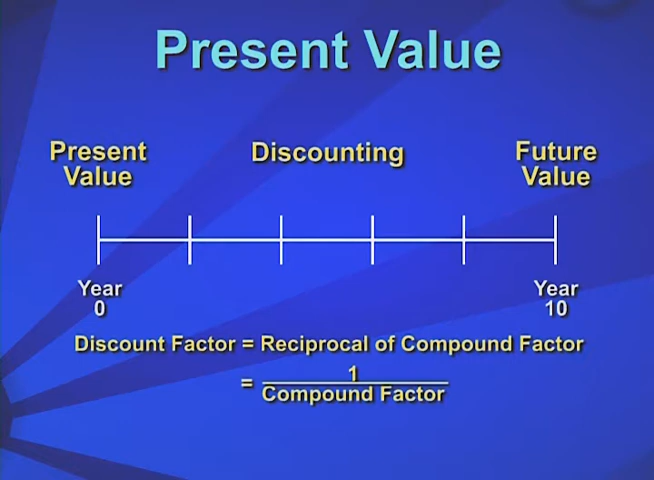 Present Value
Present Discounting Future
Value Value
Year Year
0 10
Discount Factor = Reciprocal of Compound Factor
= 1
Compound Factor